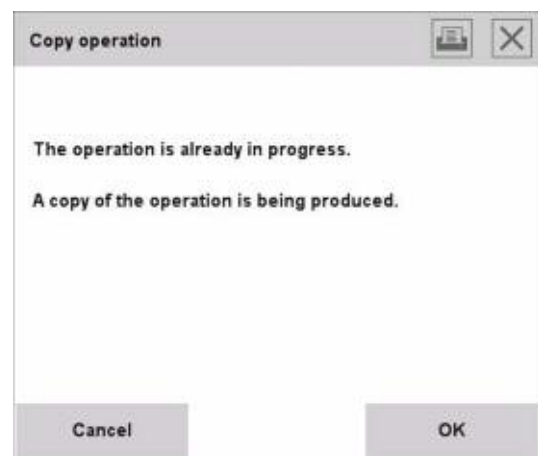 Copy operation
The operation is already in progress.
A copy of the operation is being produced.
Cancel
OK